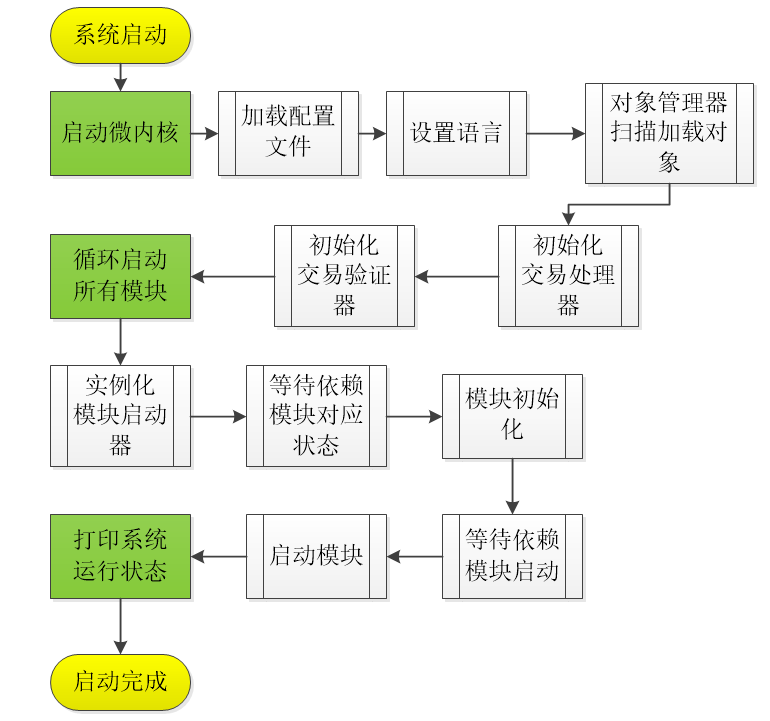 系统启动
启动微内核
加载配置
文件
设置语言
对象管理器
扫描加载对
象
初始化
交易处理
器
初始化
交易验证
器
循环启动
所有模块
实例化
模块启动
器
等待依赖
模块对应
状态
模块初始
化
等待依赖
模块启动
启动模块
打印系统
运行状态
启动完成